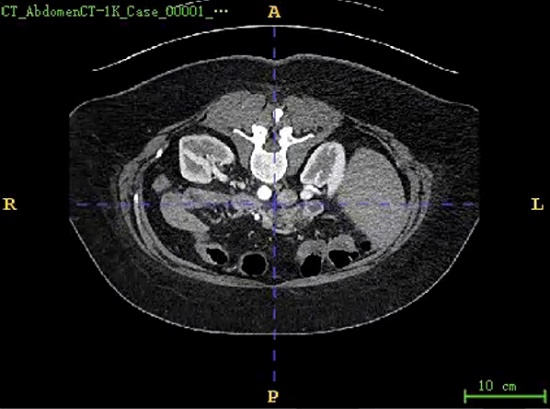 CT_AbdomenCT-1K_Case_00001_ ...
A
R
L
P
10 cm